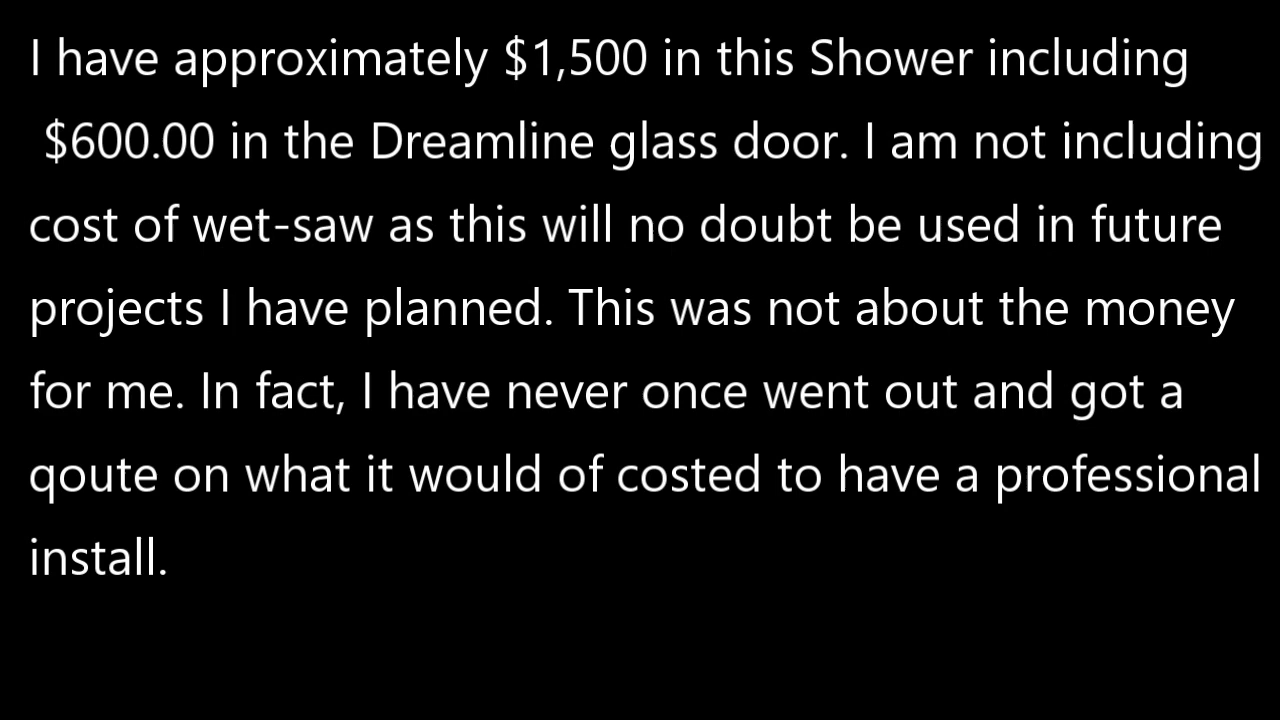 I have approximately $1,500 in this Shower including
$600.00 in the Dreamline glass door. I am not including
cost of wet-saw as this will no doubt be used in future
projects I have planned. This was not about the money
for me. In fact, I have never once went out and got a
qoute on what it would of costed to have a professional
install.